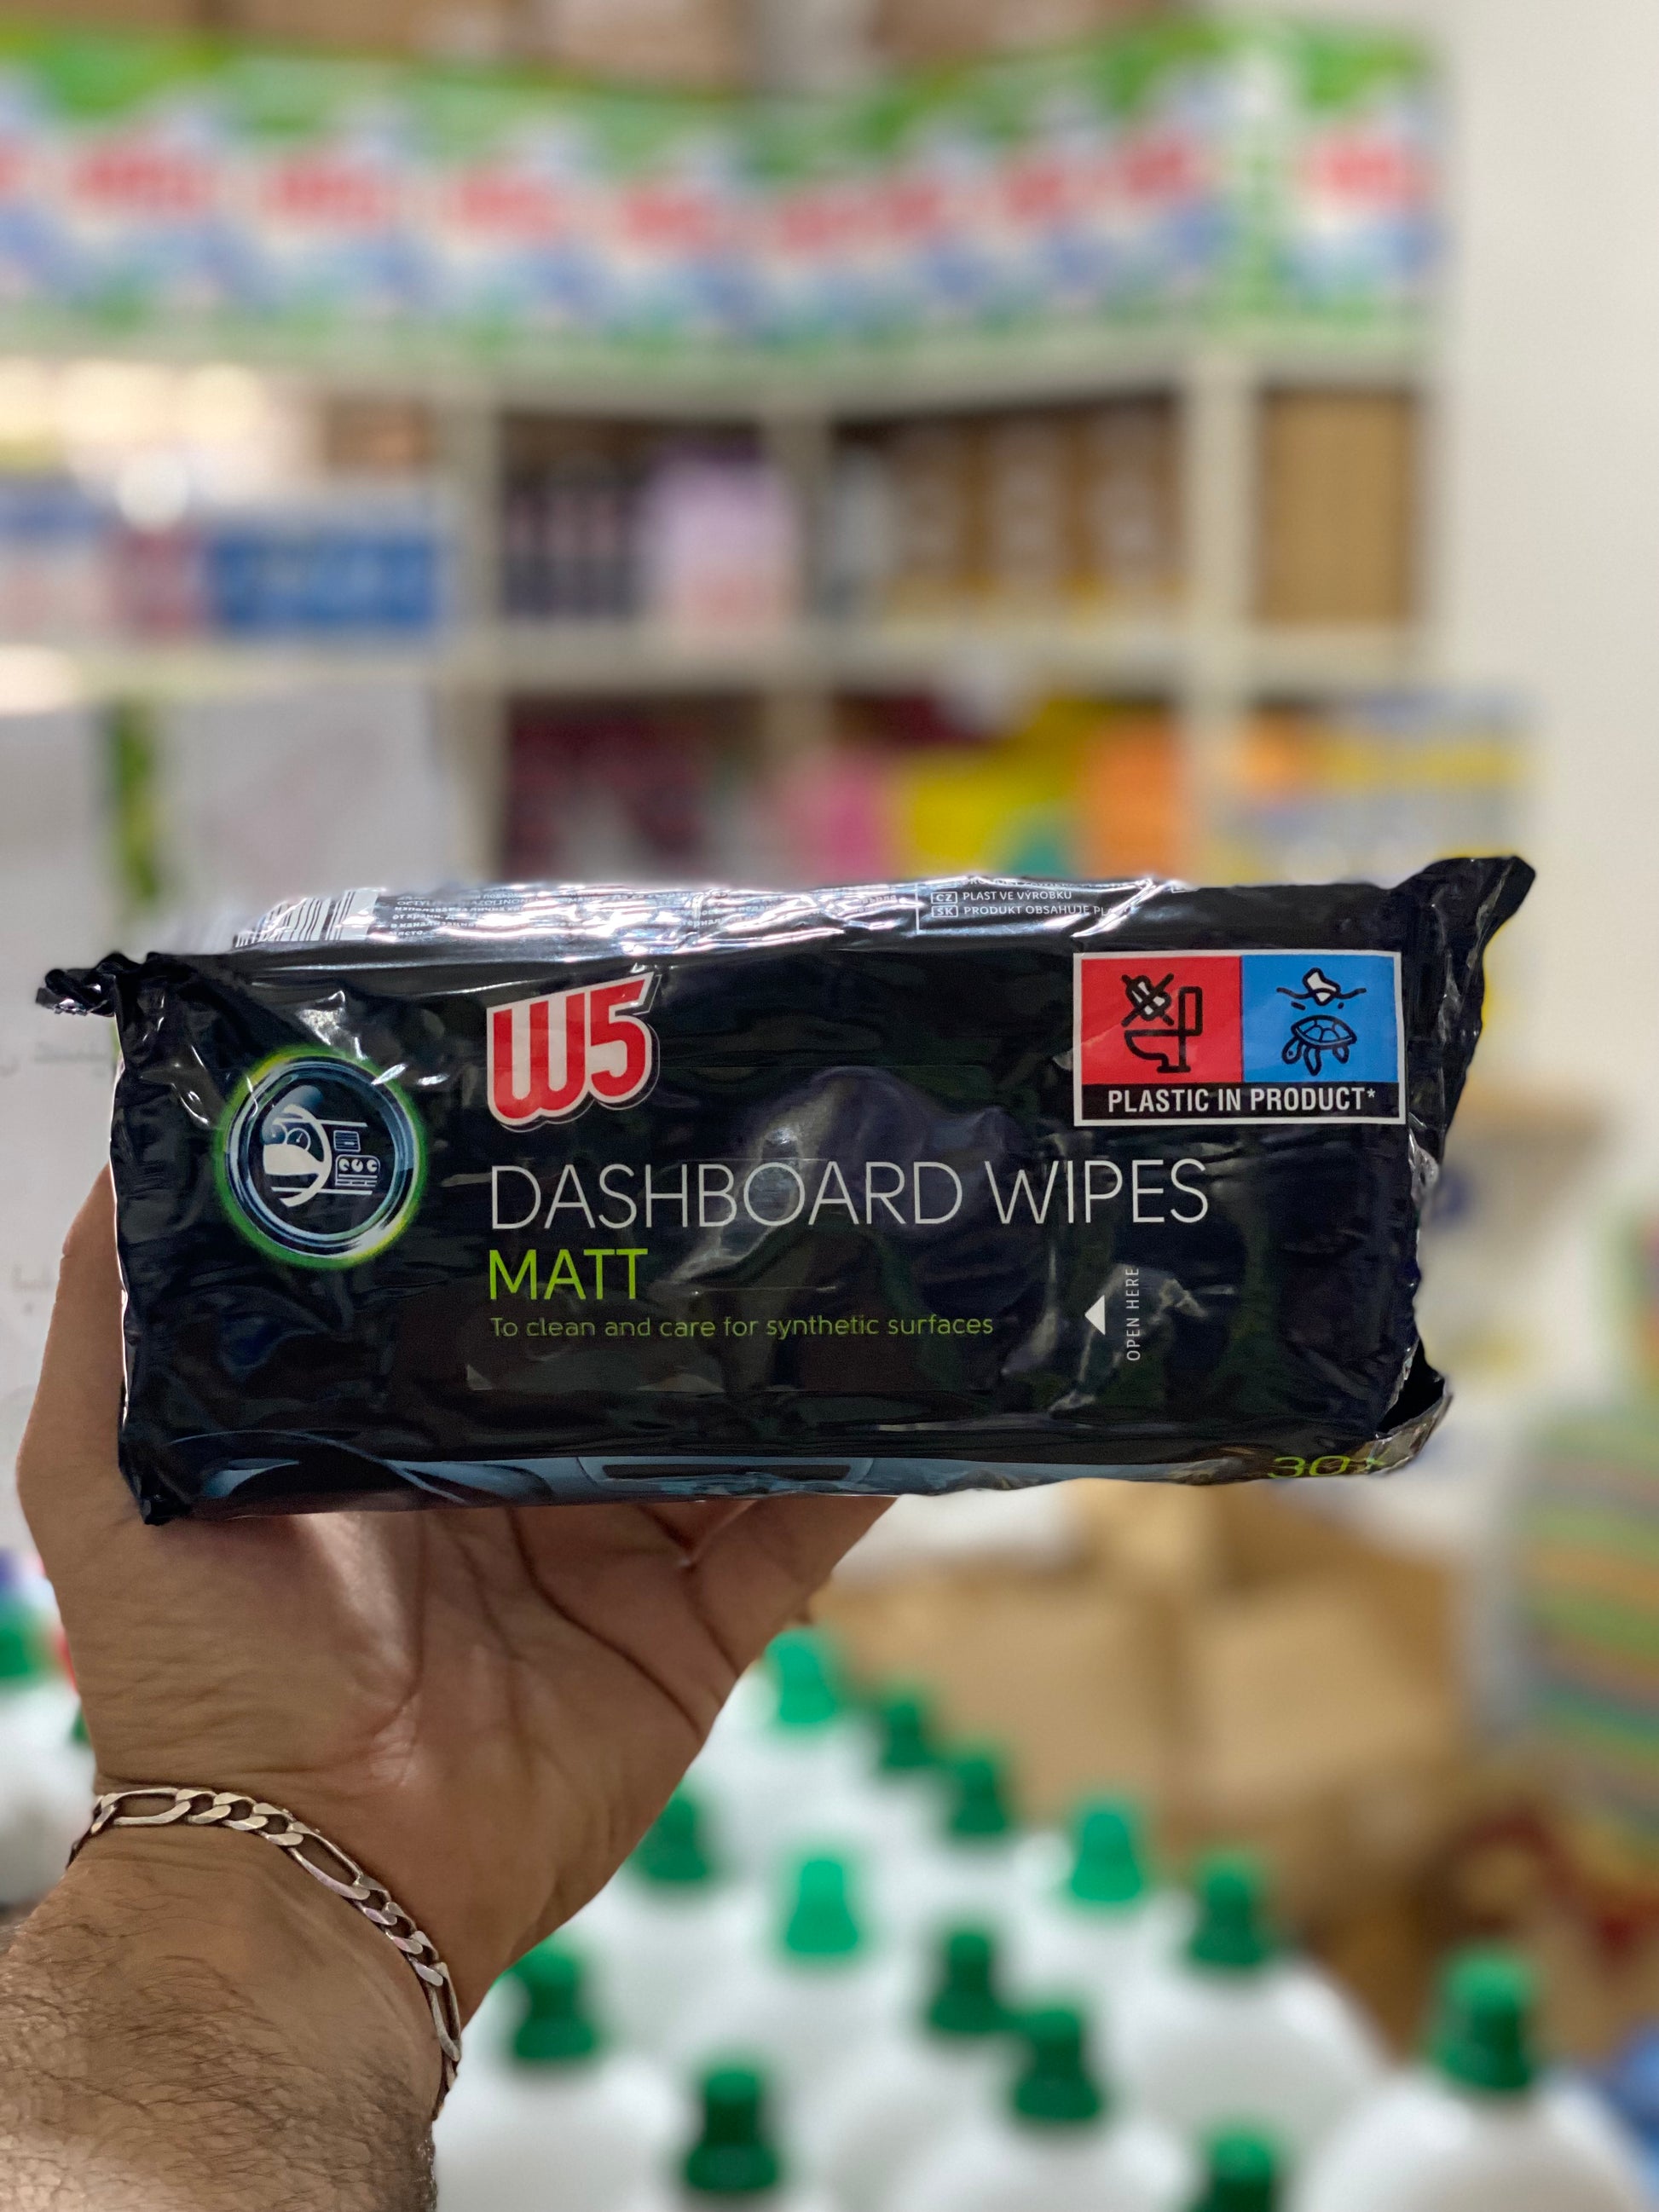 CZ PLAST VE VÝROBKU
SK PRODUKT OBSAHUJE
W5
PLASTIC IN PRODUCT*
DASHBOARD WIPES
MATT
To clean and care for synthetic surfaces
OPEN HERE
30x